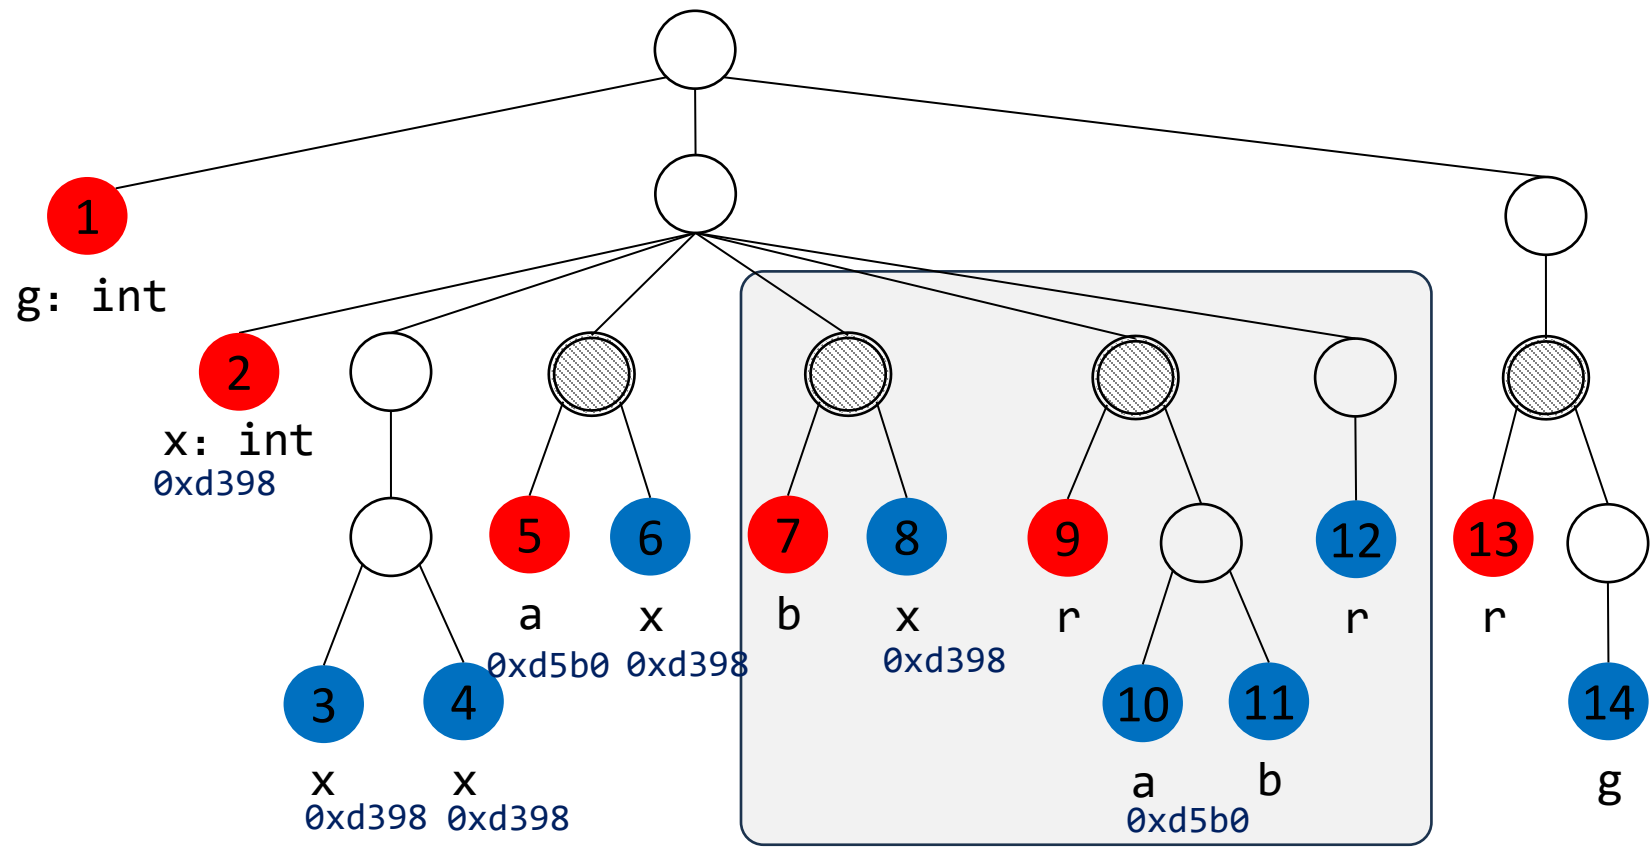 1
g: int
2
x: int
0xd398
5 6 7 8 9 12 13
a x b x r r r
0xd5b0 0xd398 0xd398
3 4 10 11 14
x x a b g
0xd398 0xd398 0xd5b0